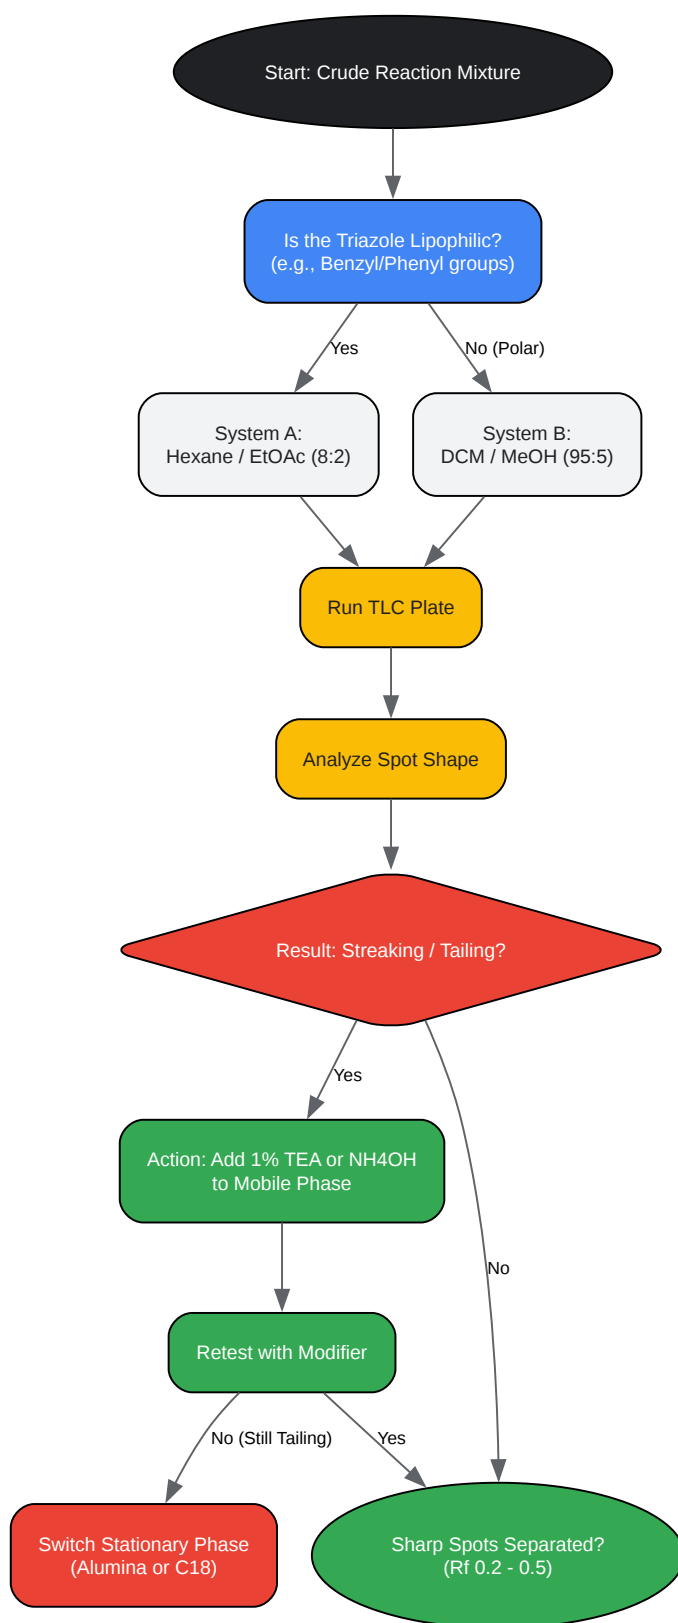 Start: Crude Reaction Mixture
Is the Triazole Lipophilic?
(e.g., Benzyl/Phenyl groups)
Yes
No (Polar)
System A:
Hexane / EtOAc (8:2)
System B:
DCM / MeOH (95:5)
Run TLC Plate
Analyze Spot Shape
Result: Streaking / Tailing?
Yes
Action: Add 1% TEA or NH4OH
to Mobile Phase
No
Retest with Modifier
No (Still Tailing)
Yes
Switch Stationary Phase
(Alumina or C18)
Sharp Spots Separated?
(Rf 0.2 - 0.5)